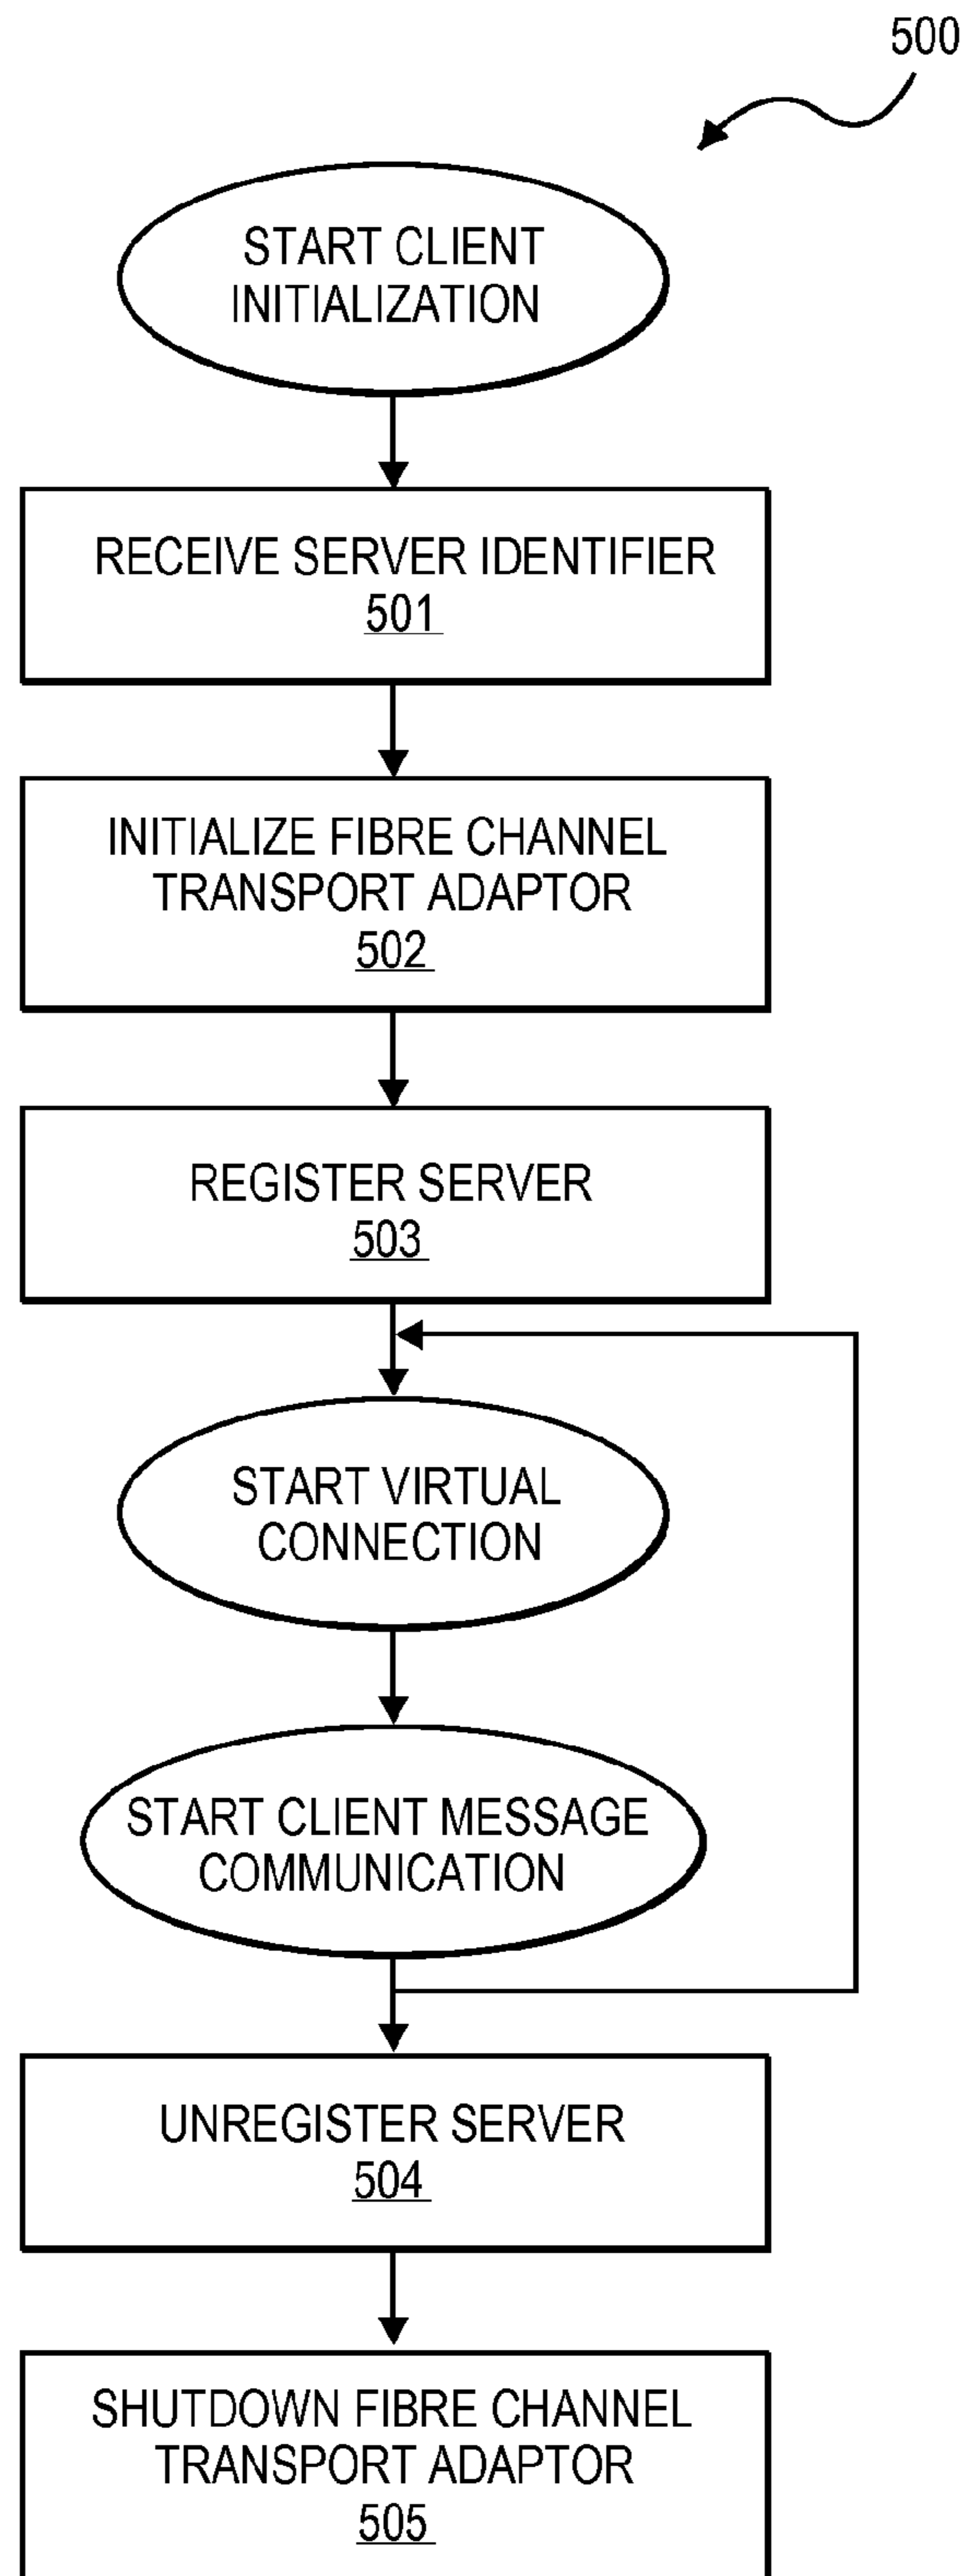 500
START CLIENT
INITIALIZATION
RECEIVE SERVER IDENTIFIER
501
INITIALIZE FIBRE CHANNEL
TRANSPORT ADAPTOR
502
REGISTER SERVER
503
START VIRTUAL
CONNECTION
START CLIENT MESSAGE
COMMUNICATION
UNREGISTER SERVER
504
SHUTDOWN FIBRE CHANNEL
TRANSPORT ADAPTOR
505